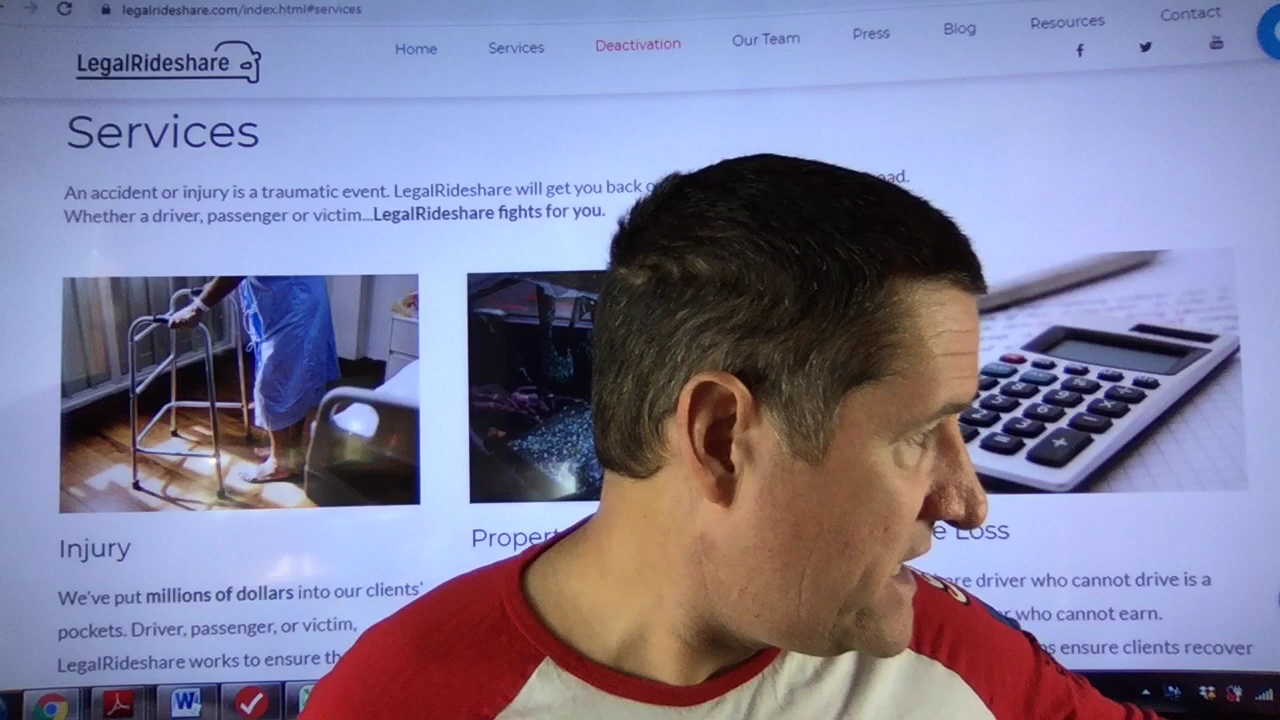 legalrideshare.com/index.html#services
LegalRideshare
Home Services Deactivation Our Team Press Blog Resources Contact
Services
An accident or injury is a traumatic event. LegalRideshare will get you back
Whether a driver, passenger or victim...LegalRideshare fights for you.
Injury
We've put millions of dollars into our clients'
pockets. Driver, passenger, or victim,
LegalRideshare works to ensure
Loss
driver who cannot drive is a
who cannot earn.
ensure clients recover